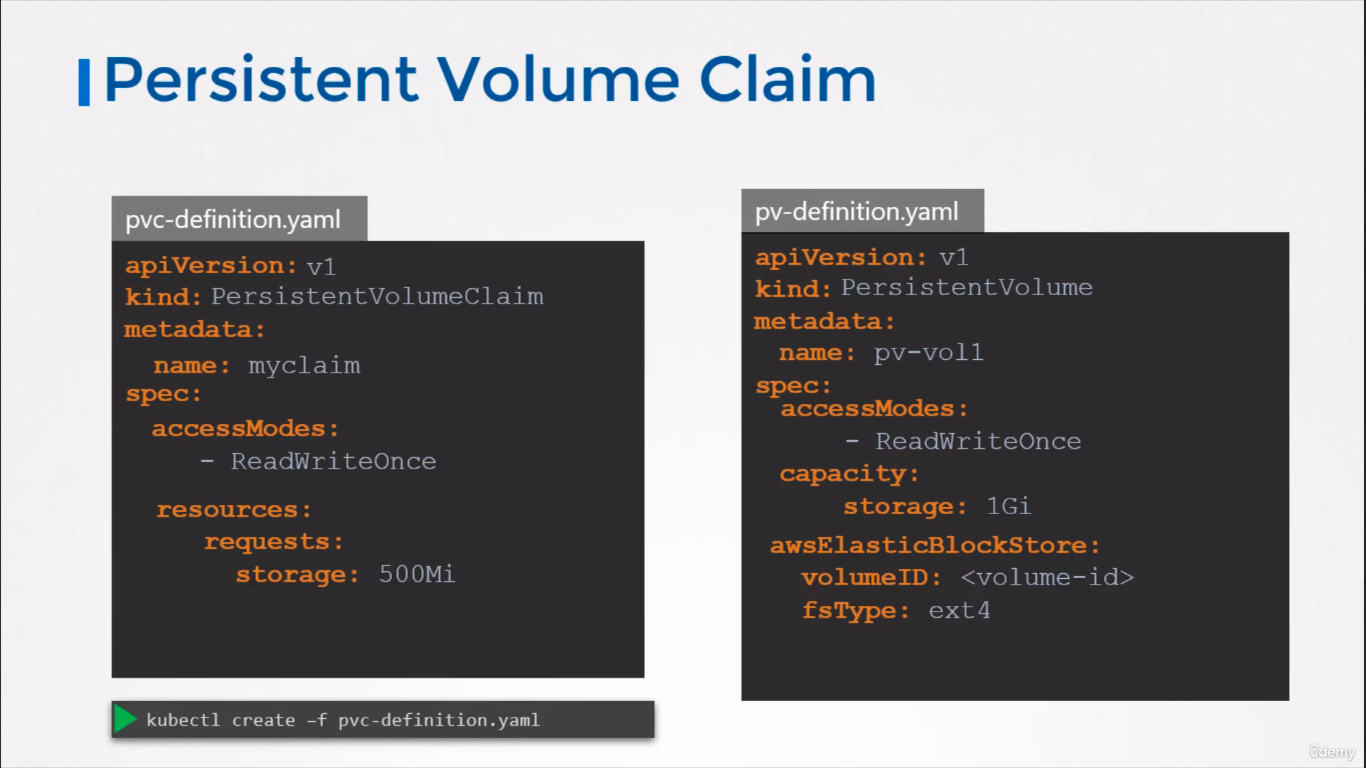 Persistent Volume Claim
pvc-definition.yaml
apiVersion: v1
kind: PersistentVolumeClaim
metadata:
name: myclaim
spec:
accessModes:
- ReadWriteOnce
resources:
requests:
storage: 500Mi
kubectl create –f pvc-definition.yaml
pv-definition.yaml
apiVersion: v1
kind: PersistentVolume
metadata:
name: pv-vol1
spec:
accessModes:
- ReadWriteOnce
capacity:
storage: 1Gi
awsElasticBlockStore:
volumeID: <volume-id>
fsType: ext4
ûdemy